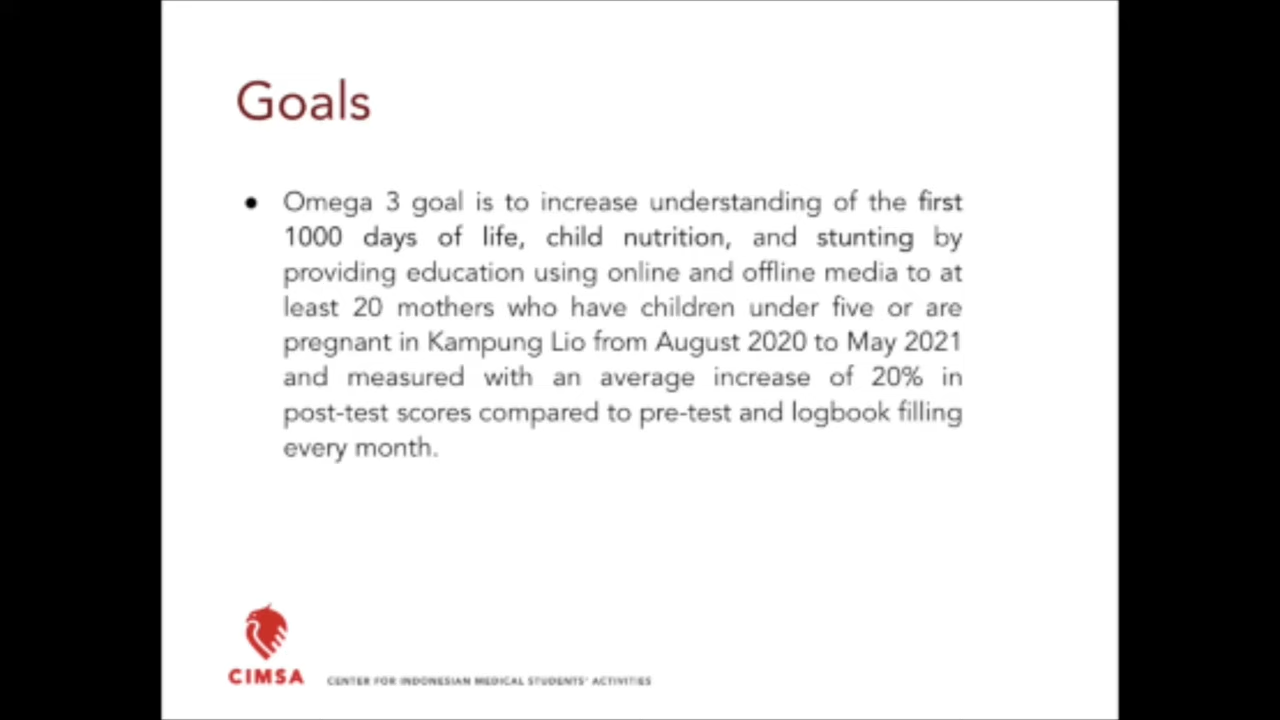 Goals
● Omega 3 goal is to increase understanding of the first
1000 days of life, child nutrition, and stunting by
providing education using online and offline media to at
least 20 mothers who have children under five or are
pregnant in Kampung Lio from August 2020 to May 2021
and measured with an average increase of 20% in
post-test scores compared to pre-test and logbook filling
every month.
CIMSA
CENTER FOR INDONESIAN MEDICAL STUDENTS' ACTIVITIES